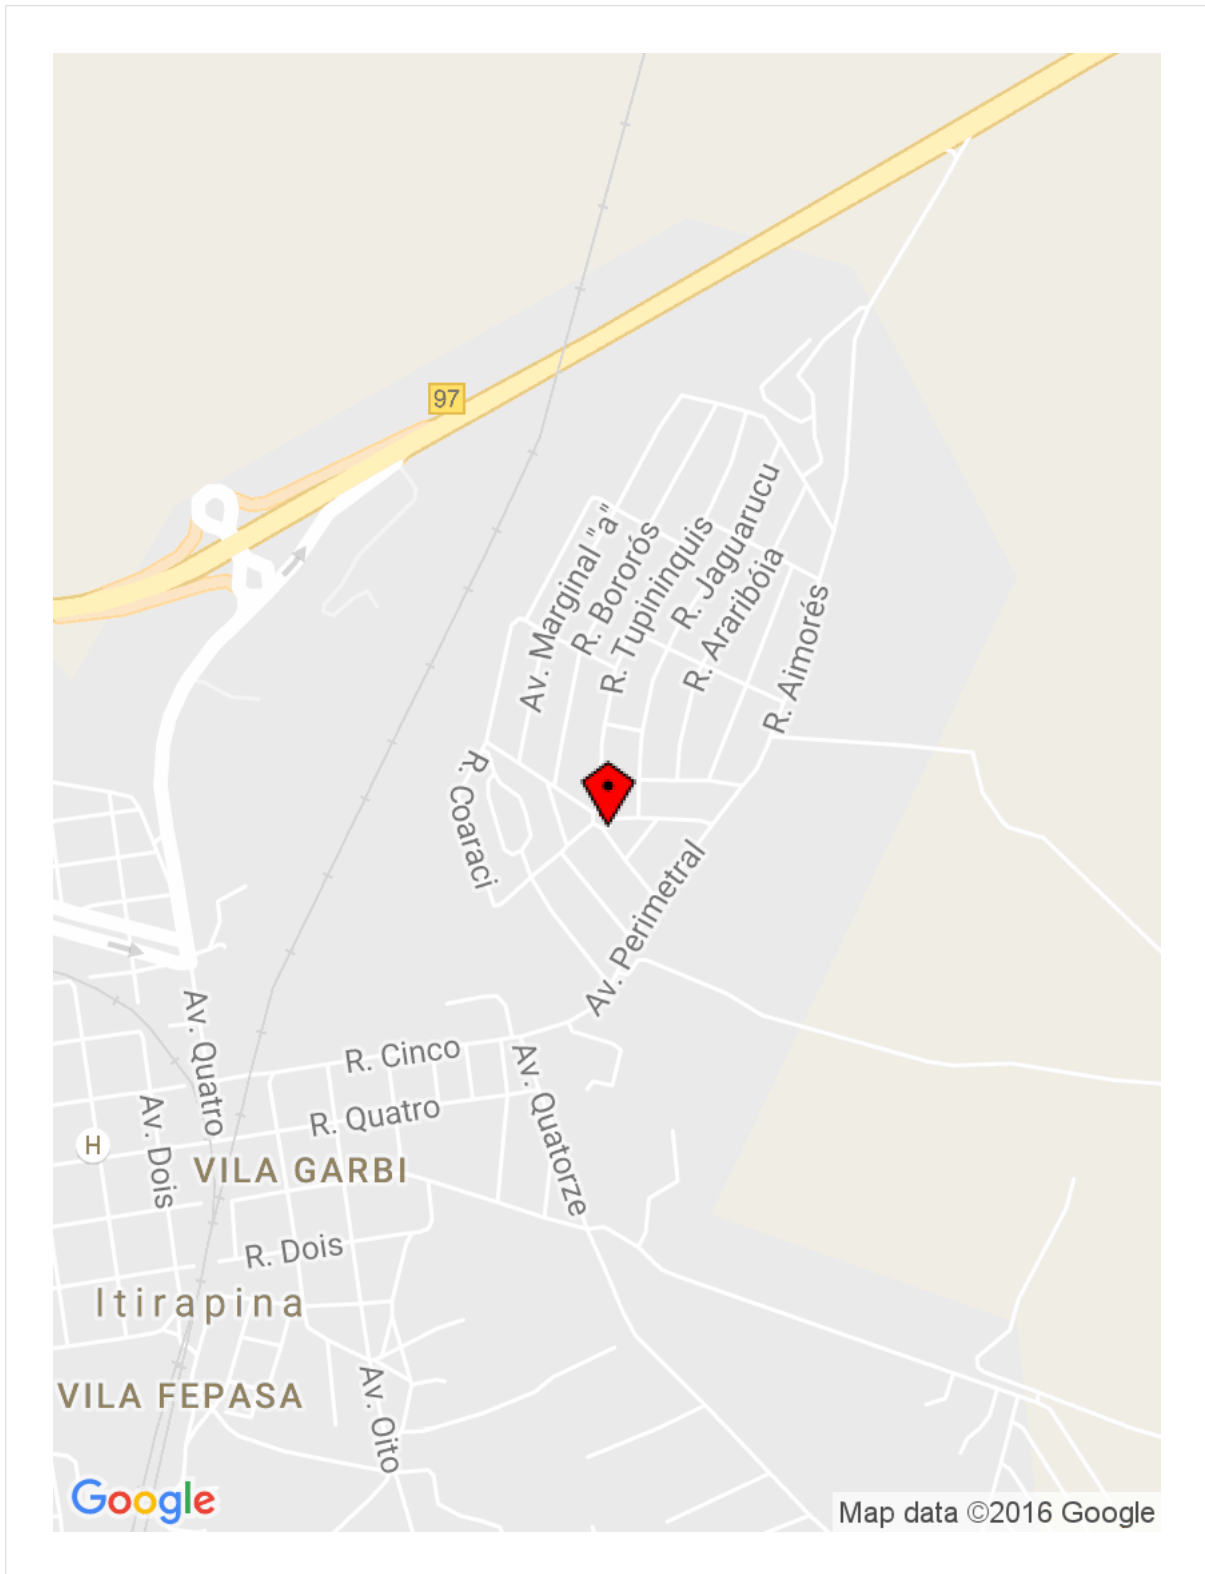 97
Av. Marginal "a"
R. Bororós
R. Tupininquis
R. Jaguarucu
R. Araribóia
R. Aimorés
R. Coaraci
Av. Perimetral
Av. Quatro
R. Cinco
Av. Quatorze
R. Quatro
Av. Dois
H
VILA GARBI
R. Dois
Itirapina
VILA FEPASA
Av. Oito
Google
Map data ©2016 Google